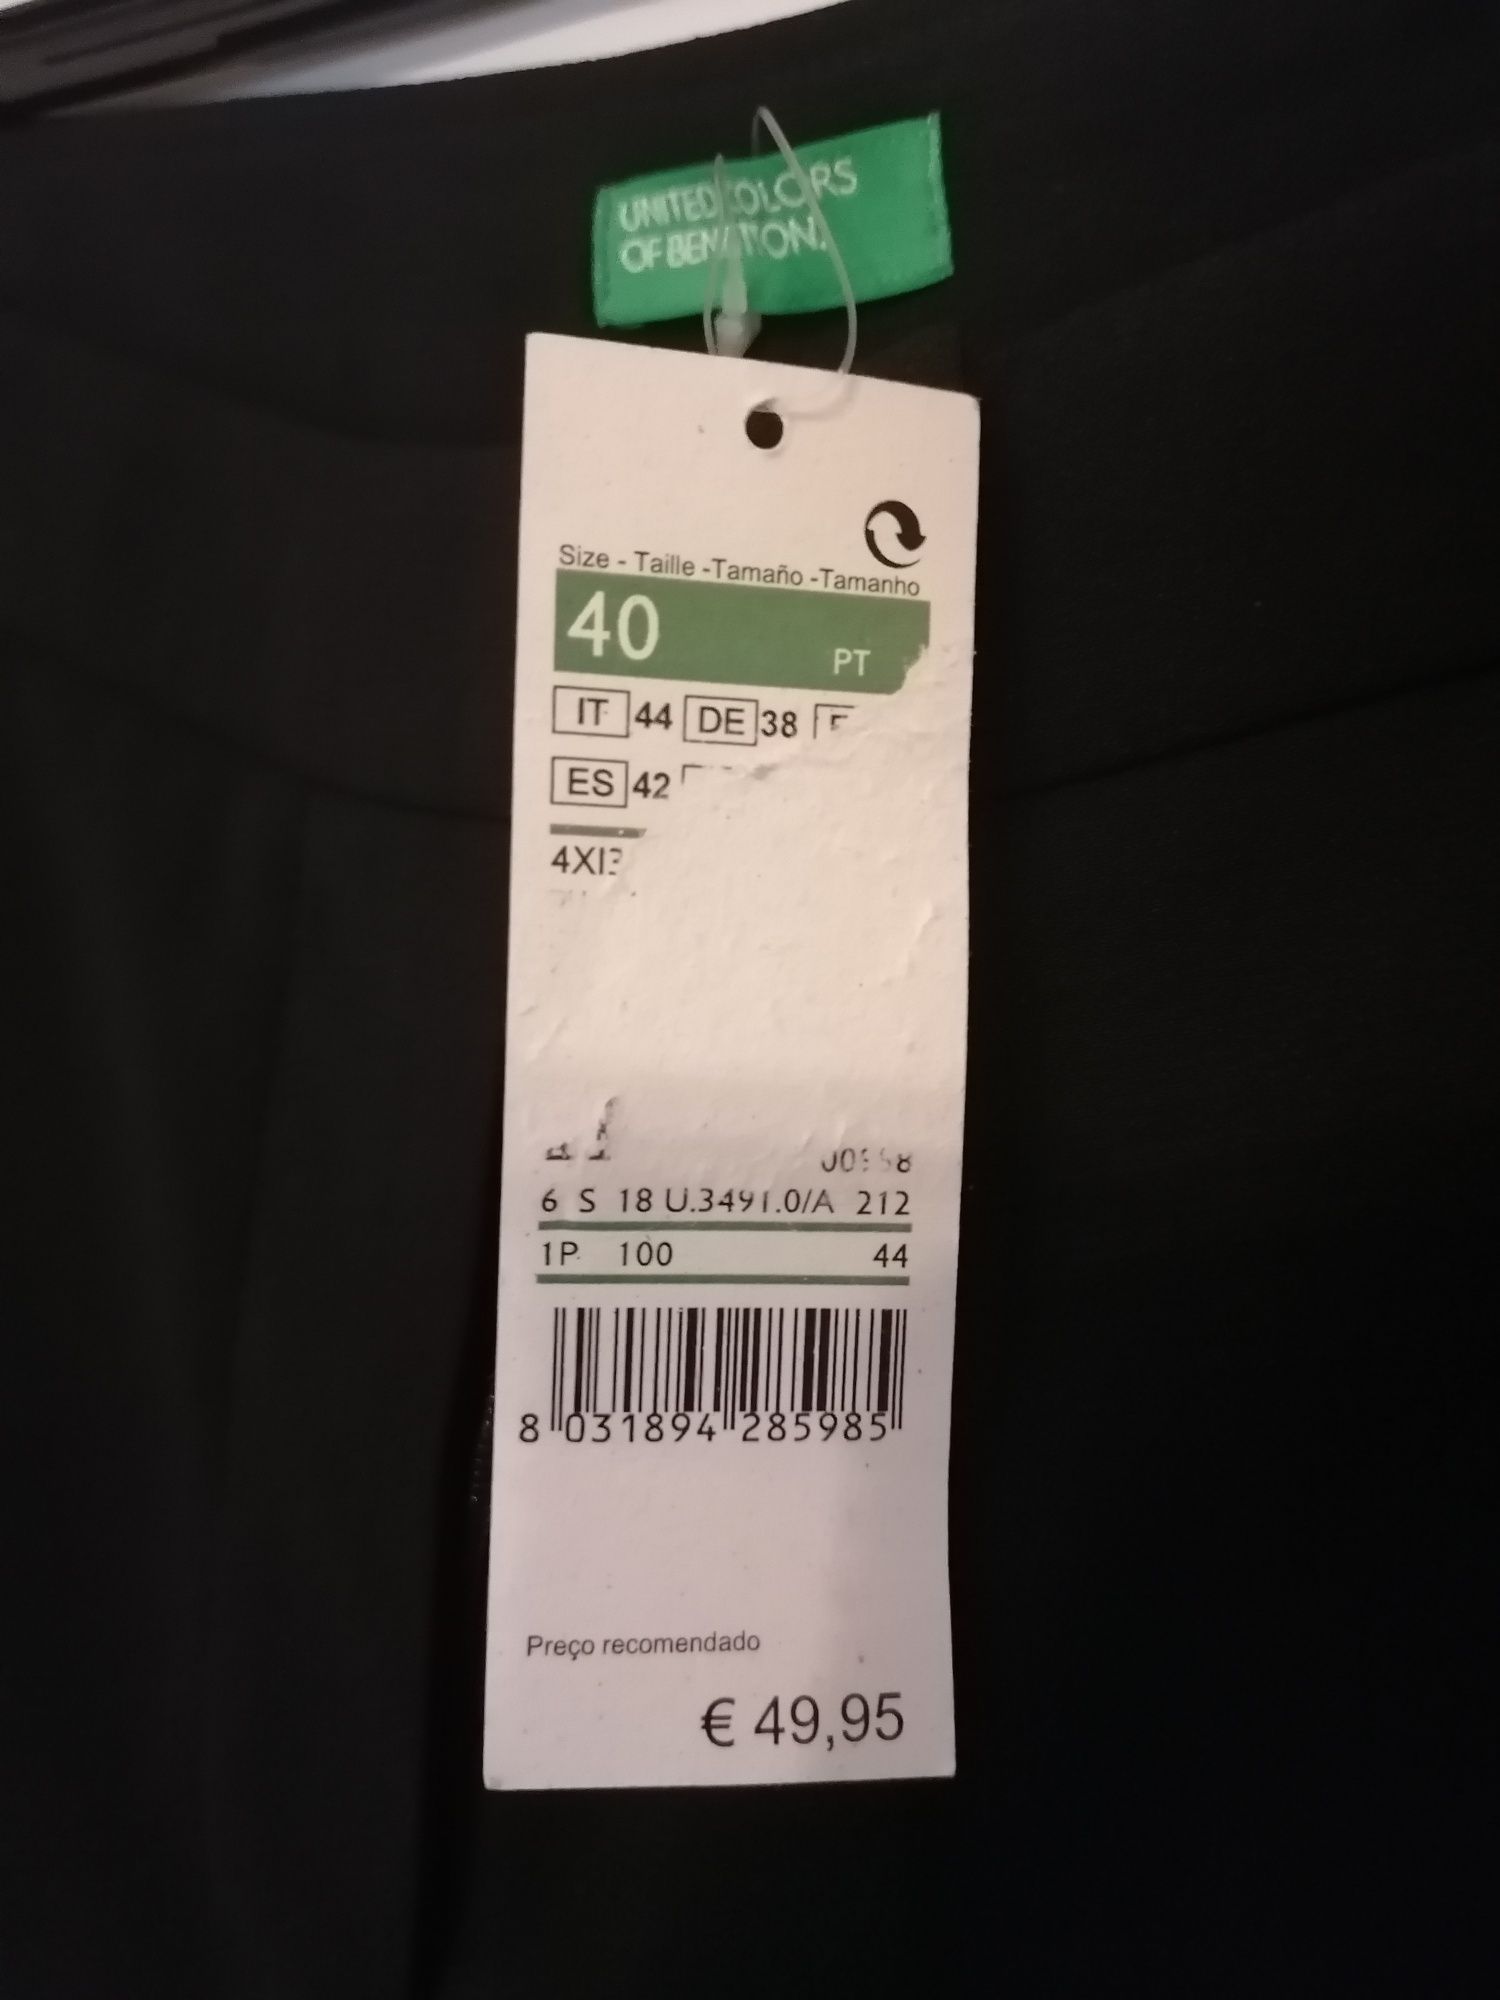 UNITED COLORS
OF BENETTON.
Size - Taille -Tamaño -Tamanho
40 PT
IT 44 DE 38
ES 42
6 S 18 U.3491.0/A 212
1P 100 44
8 031894 285985
Preço recomendado
€ 49,95